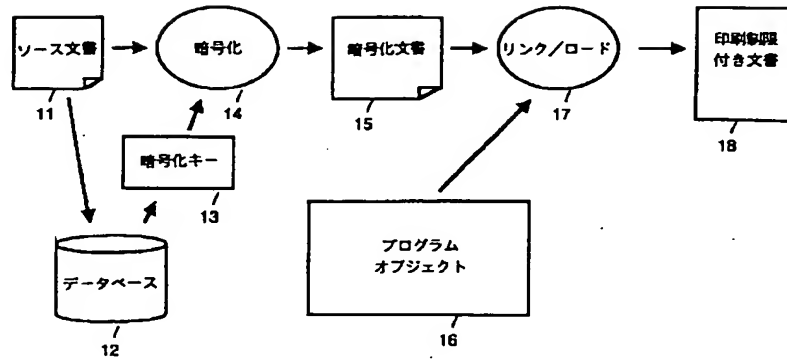 ソース文書
暗号化
暗号化文書
リンク／ロード
印刷制限
付き文書
11
14
15
17
18
暗号化キー
13
プログラム
オブジェクト
データベース
12
16